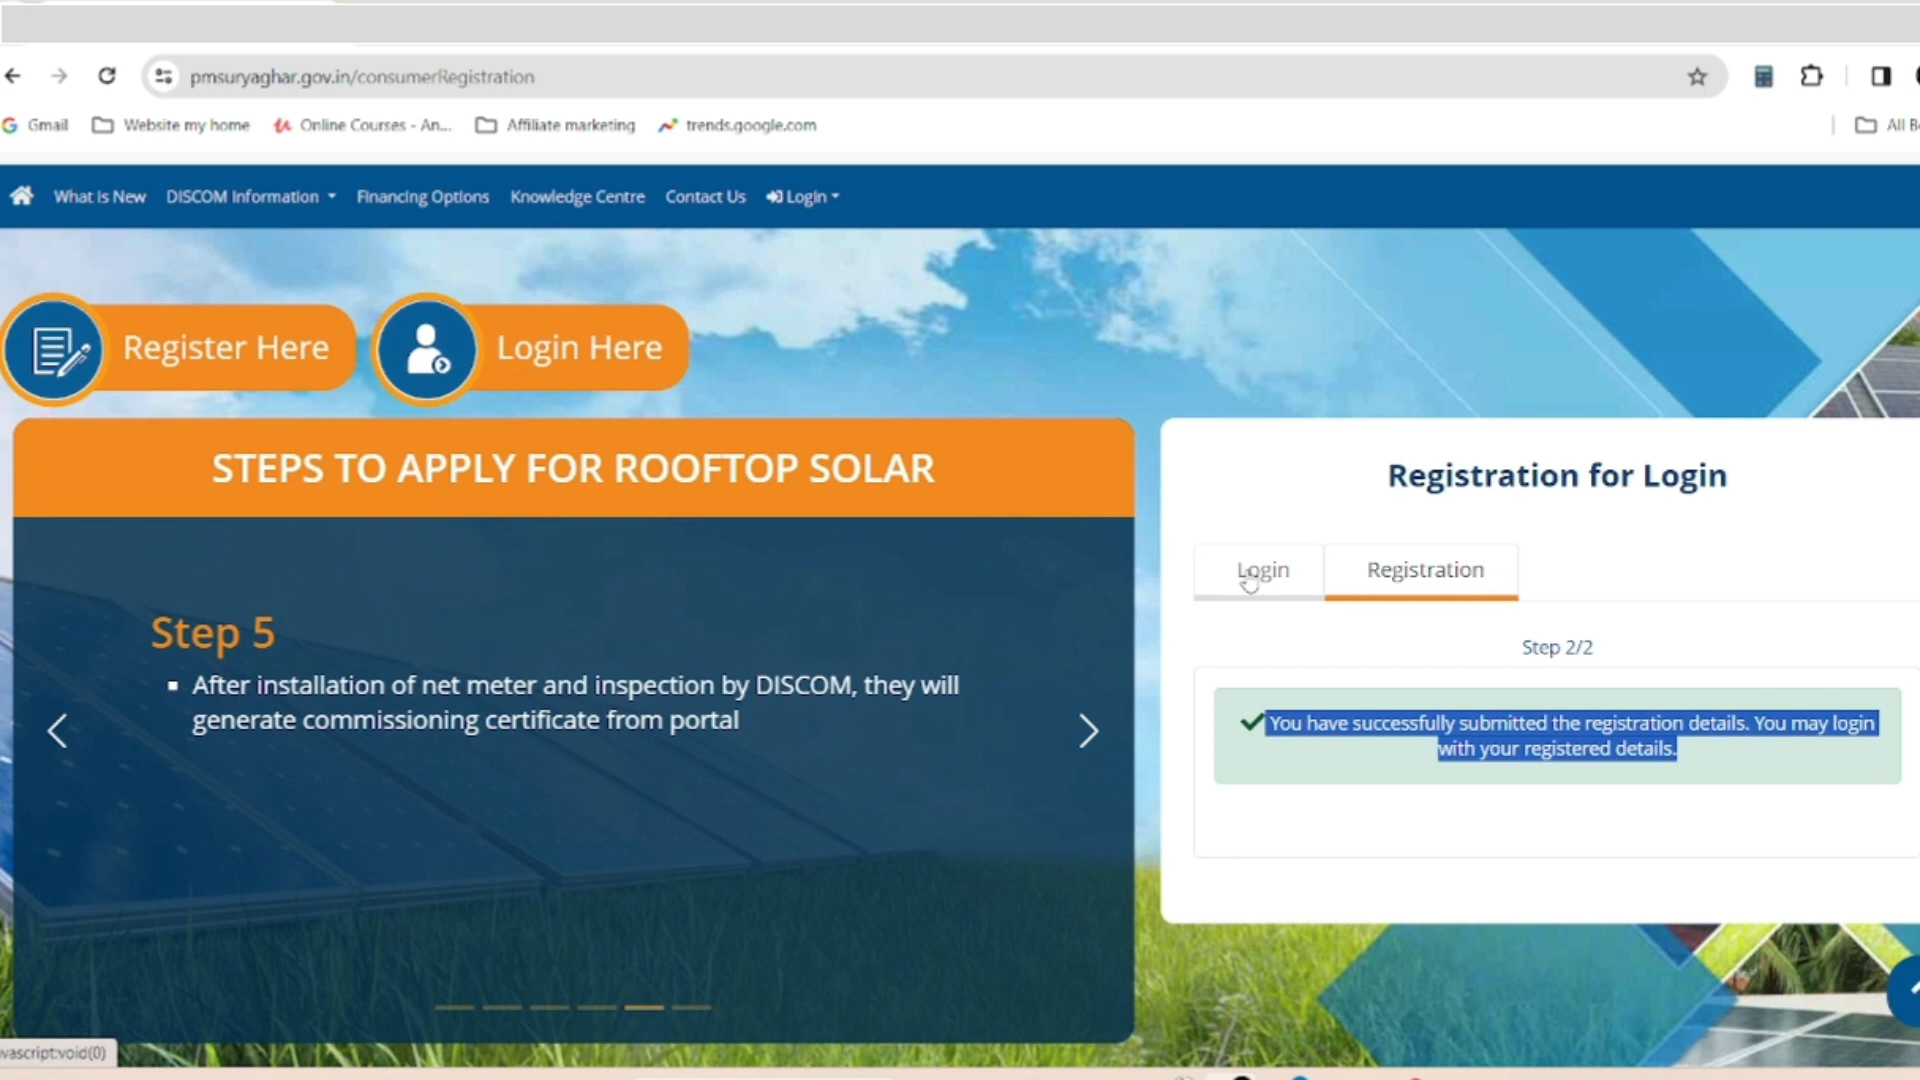 pmsuryaghar.gov.in/consumerRegistration
Gmail Website my home Online Courses - An... Affiliate marketing trends.google.com All B
What is New DISCOM Information Financing Options Knowledge Centre Contact Us Login
Register Here Login Here
STEPS TO APPLY FOR ROOFTOP SOLAR
Step 5
▪ After installation of net meter and inspection by DISCOM, they will
generate commissioning certificate from portal
Registration for Login
Login Registration
Step 2/2
You have successfully submitted the registration details. You may login
with your registered details.
vascript:void(0)